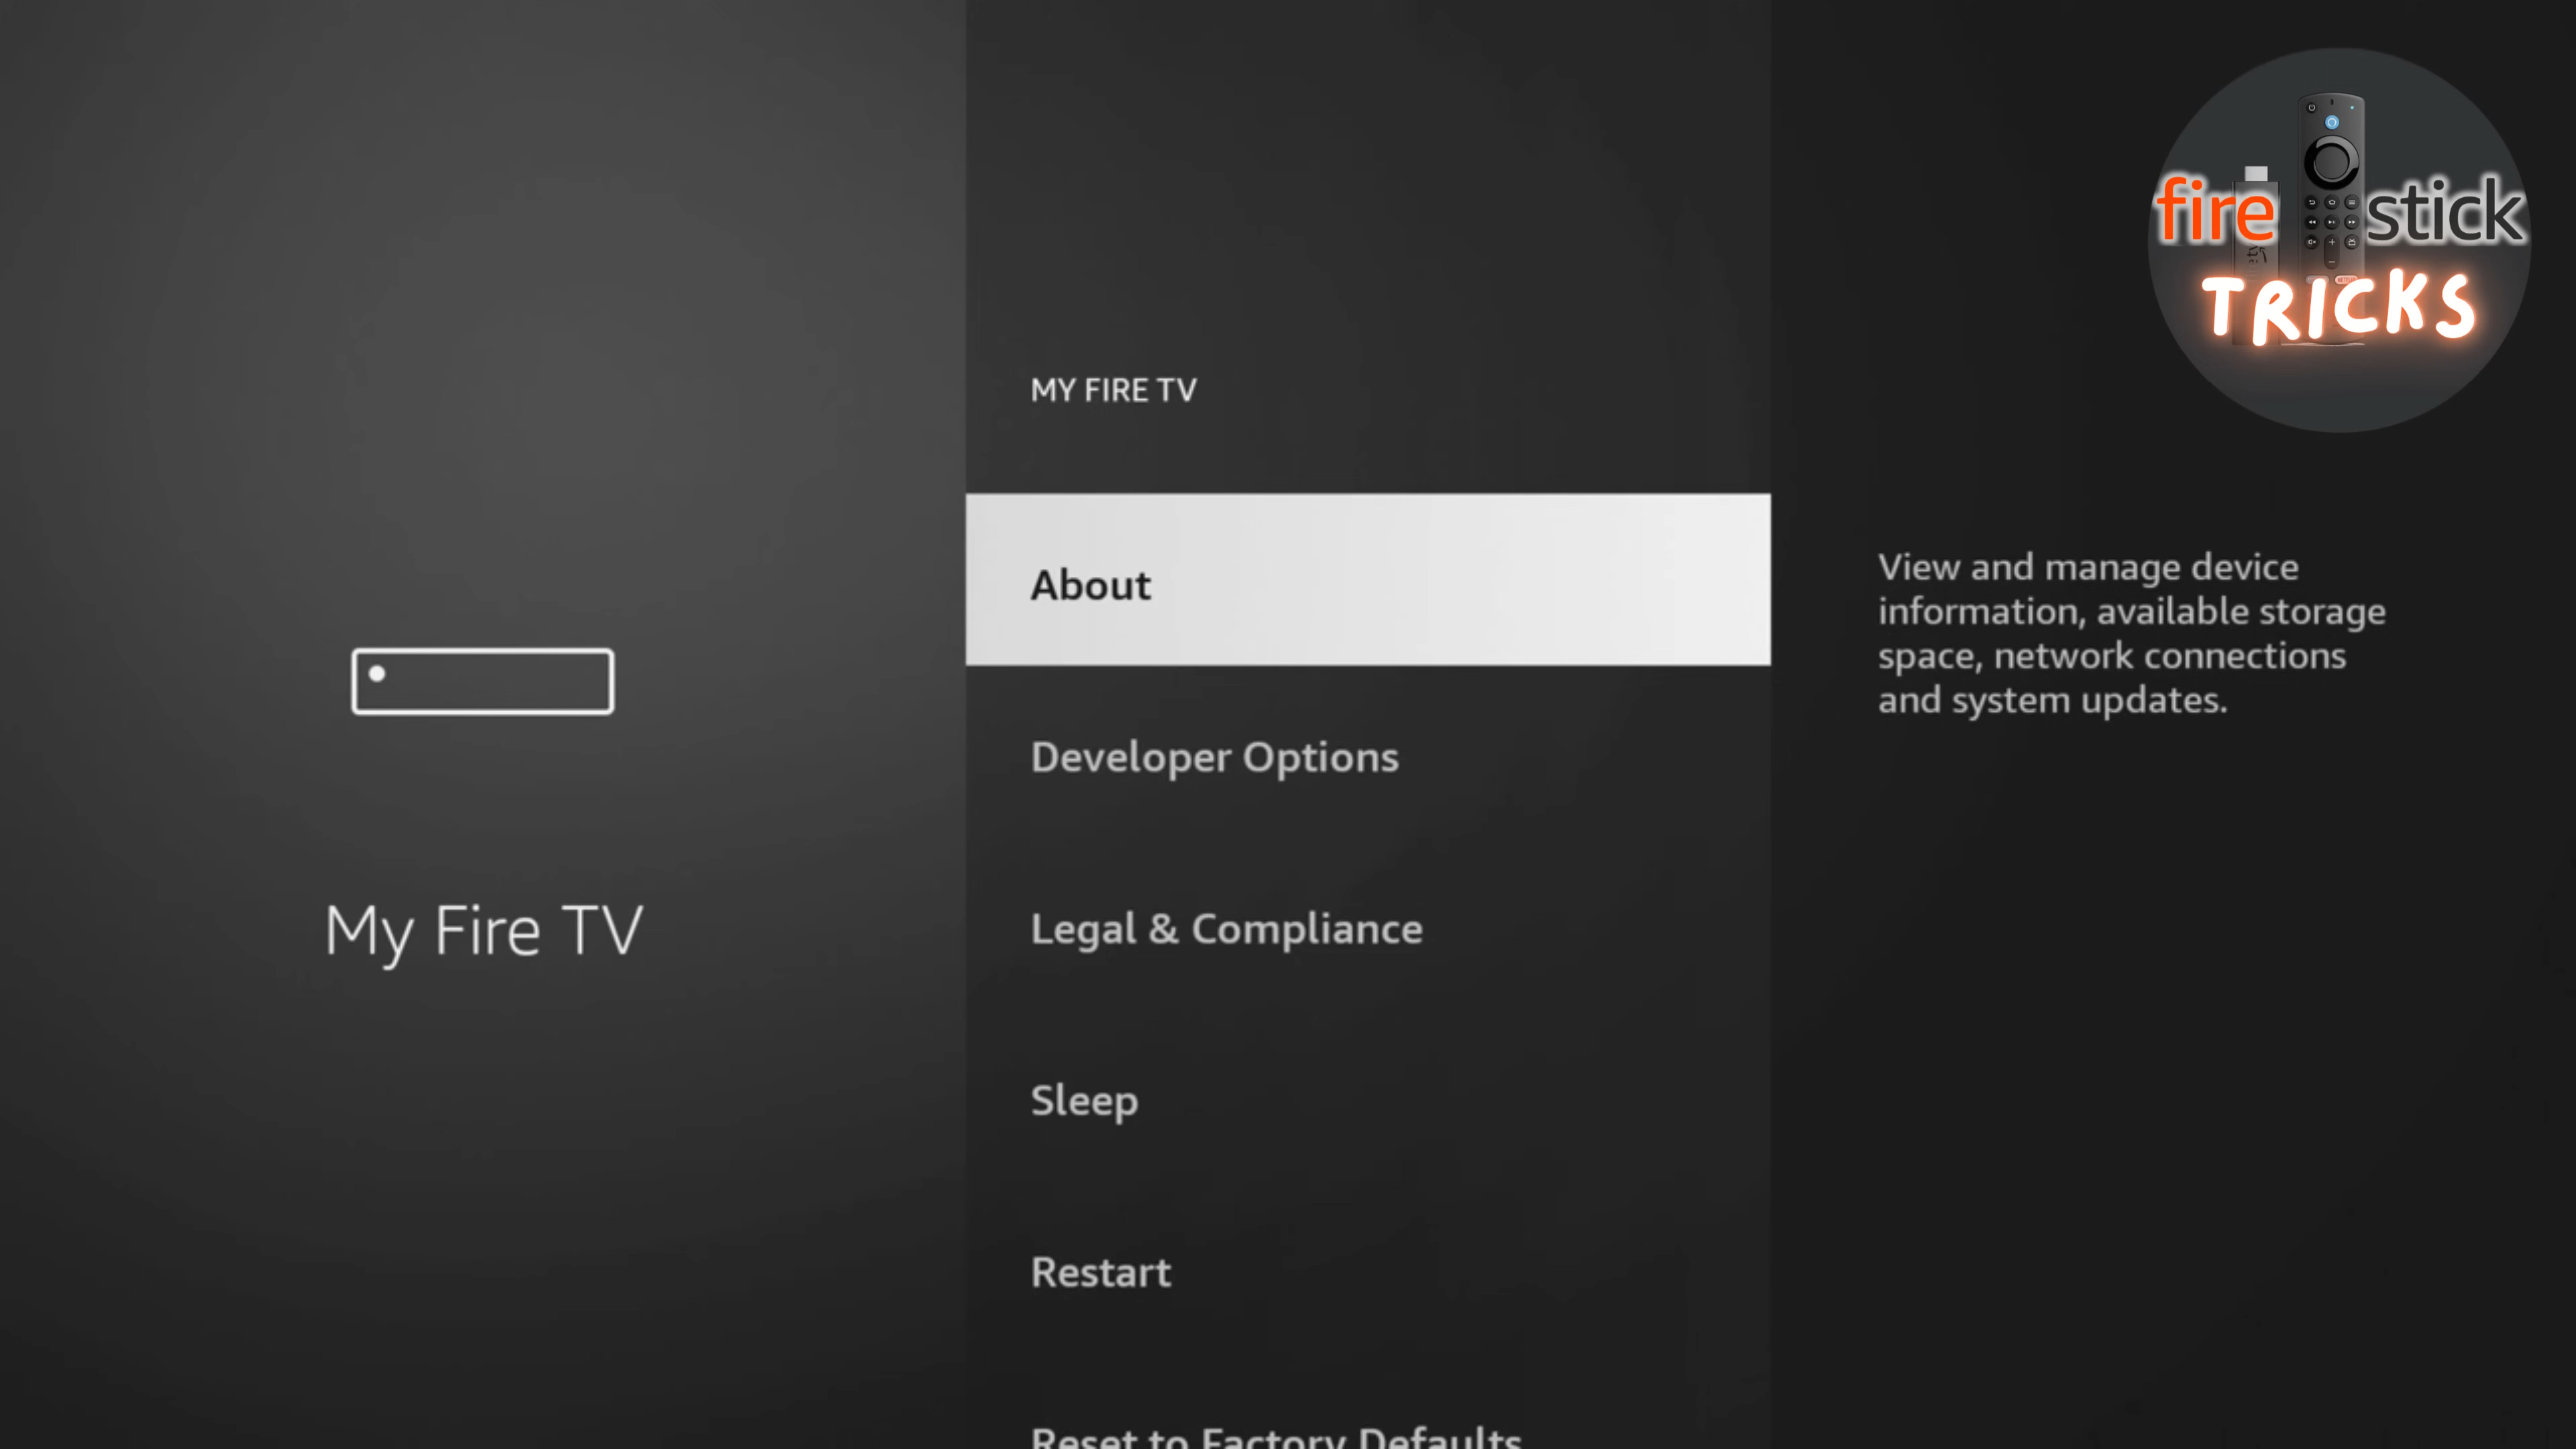 fire stick
TRICKS
MY FIRE TV
About
View and manage device
information, available storage
space, network connections
and system updates.
Developer Options
My Fire TV
Legal & Compliance
Sleep
Restart
Reset to Factory Defaults